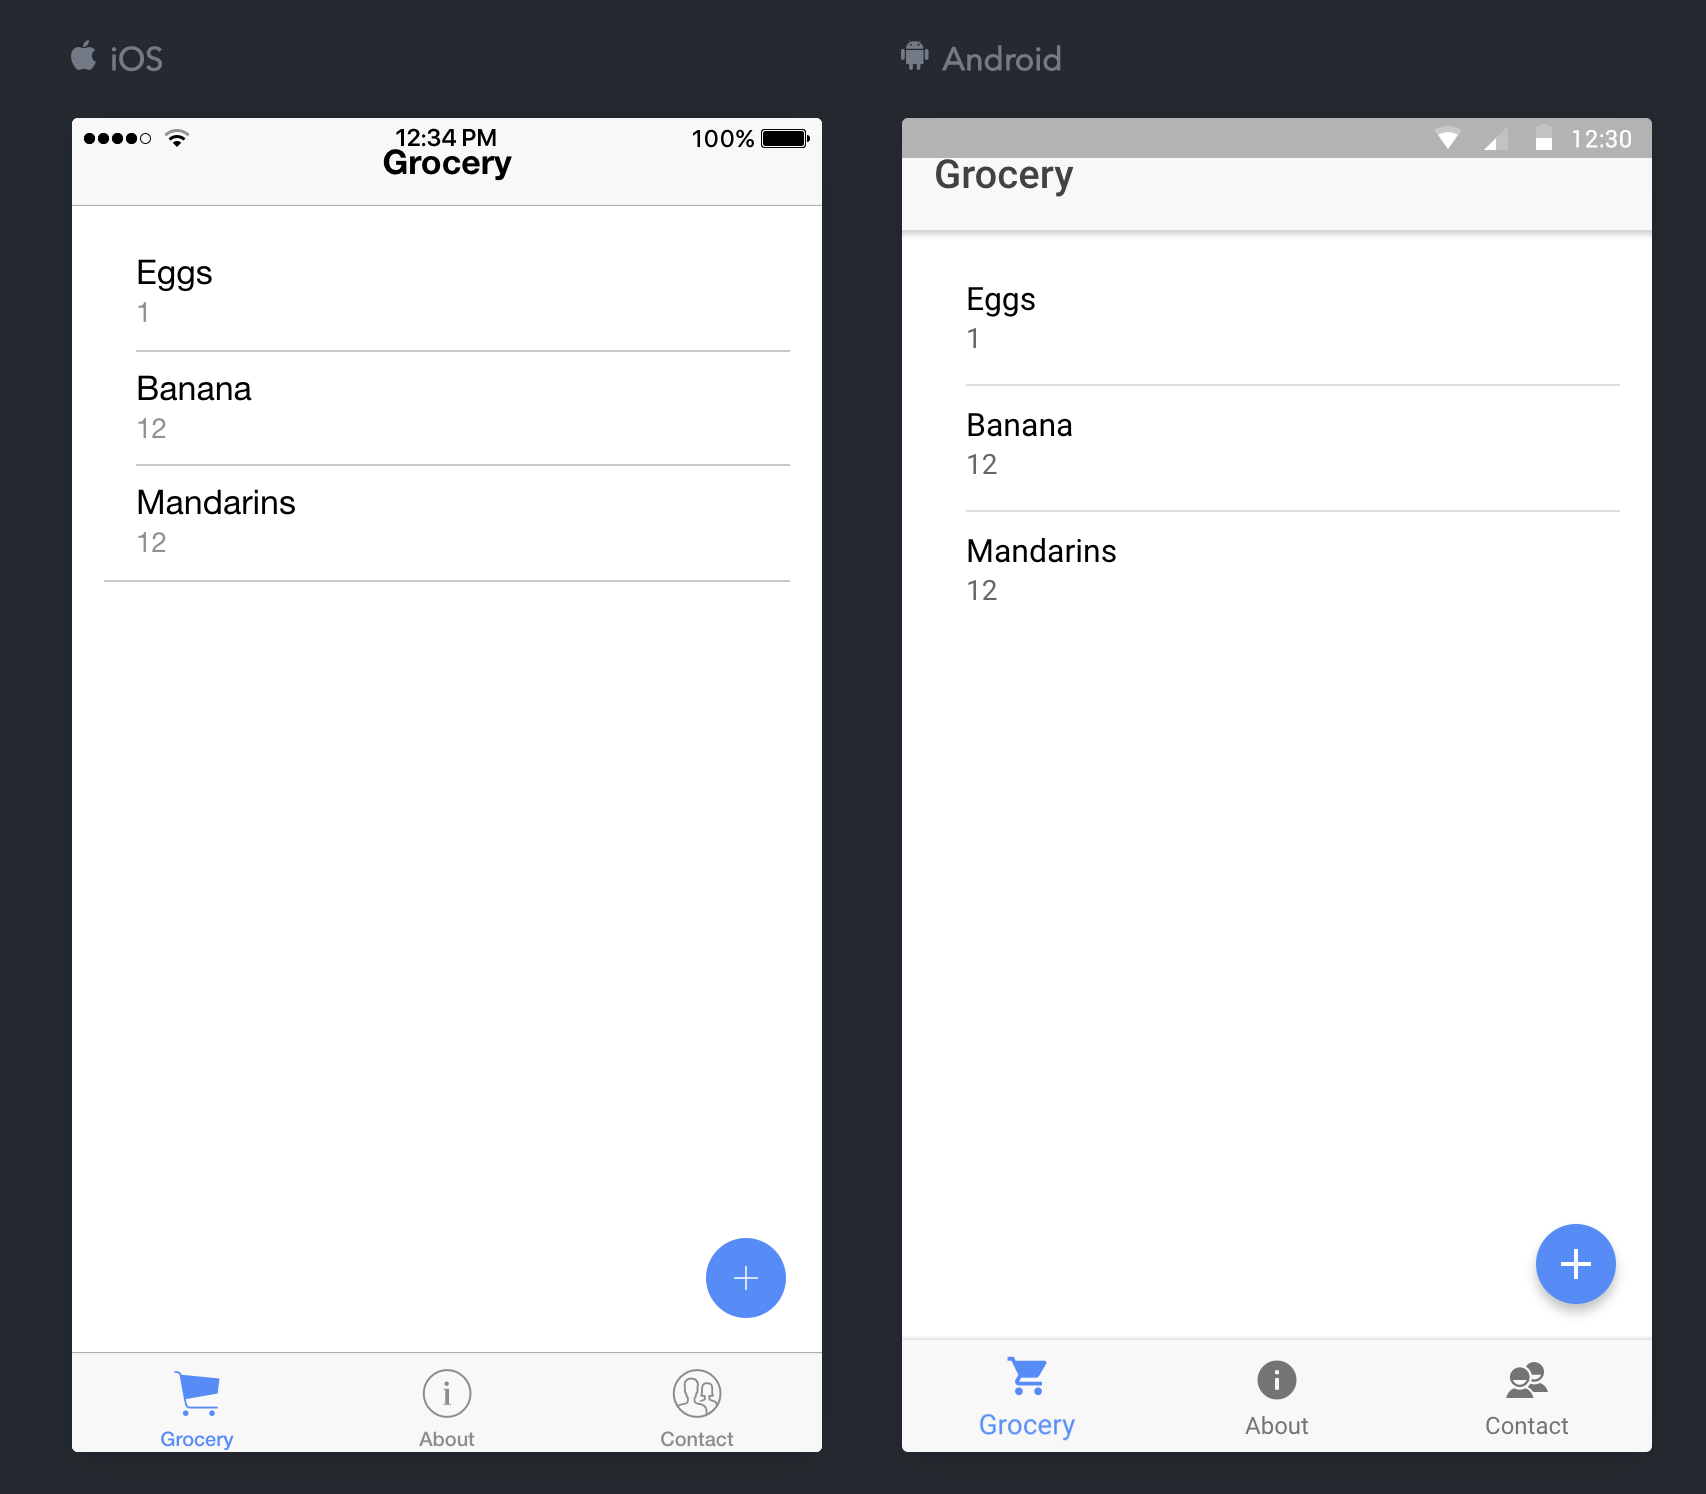 iOS
12:34 PM
100%
Grocery
Eggs
1
Banana
12
Mandarins
12
Grocery
About
Contact
Android
12:30
Grocery
Eggs
1
Banana
12
Mandarins
12
Grocery
About
Contact